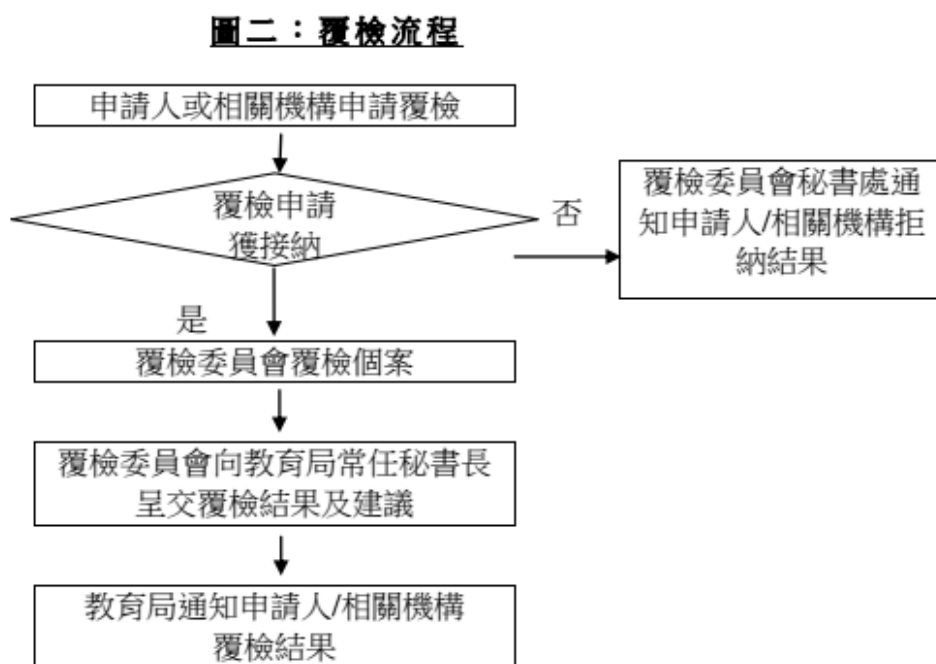 圖二：覆檢流程
申請人或相關機構申請覆檢
覆檢申請
獲接納
否
覆檢委員會秘書處通
知申請人/相關機構拒
納結果
是
覆檢委員會覆檢個案
覆檢委員會向教育局常任秘書長
呈交覆檢結果及建議
教育局通知申請人/相關機構
覆檢結果